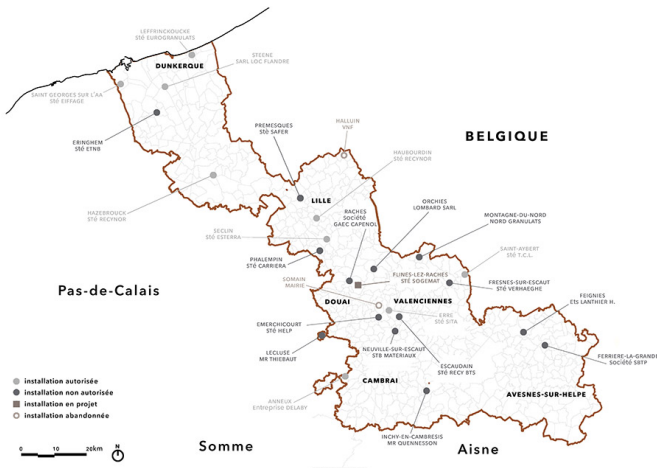 LEFFRINCKOUCKE
Sté EUROGRANULATS
STEENE
SARL LOC FLANDRE
DUNKERQUE
SAINT GEORGES SUR L'AA
Sté EIFFAGE
ERINGHEM
Sté ETNB
PREMESQUES
Sté SAFER
HALLUIN
VNF
BELGIQUE
HAUBOURDIN
Sté RECYNOR
HAZEBROUCK
Sté RECYNOR
LILLE
RACHES
Société
GAEC CAPENOL
ORCHIES
LOMBARD SARL
MONTAGNE-DU-NORD
NORD GRANULATS
SECLIN
Sté ESTERRA
SAINT-AYBERT
Sté T.C.L.
PHALEMPIN
Sté CARRIERA
FLINES-LEZ-RACHES
Sté SOGEMAT
FRESNES-SUR-ESCAUT
Sté VERHAEGHE
SOMAIN
MAIRIE
Pas-de-Calais
DOUAI
VALENCIENNES
FEIGNIES
Ets LANTHIER H.
EMERCHICOURT
Sté HELP
ERRE
Sté SITA
LECLUSE
MR THIEBAUT
NEUVILLE-SUR-ESCAUT
STB MATERIAUX
ESCAUDAIN
Sté RECY BTS
FERRIERE-LA-GRANDE
Société SBTP
installation autorisée
installation non autorisée
installation en projet
installation abandonnée
CAMBRAI
ANNEUX
Entreprise DELABY
AVESNES-SUR-HELPE
INCHY-EN-CAMBRESIS
MR QUENNESSON
0 10 20km
N
Somme
Aisne